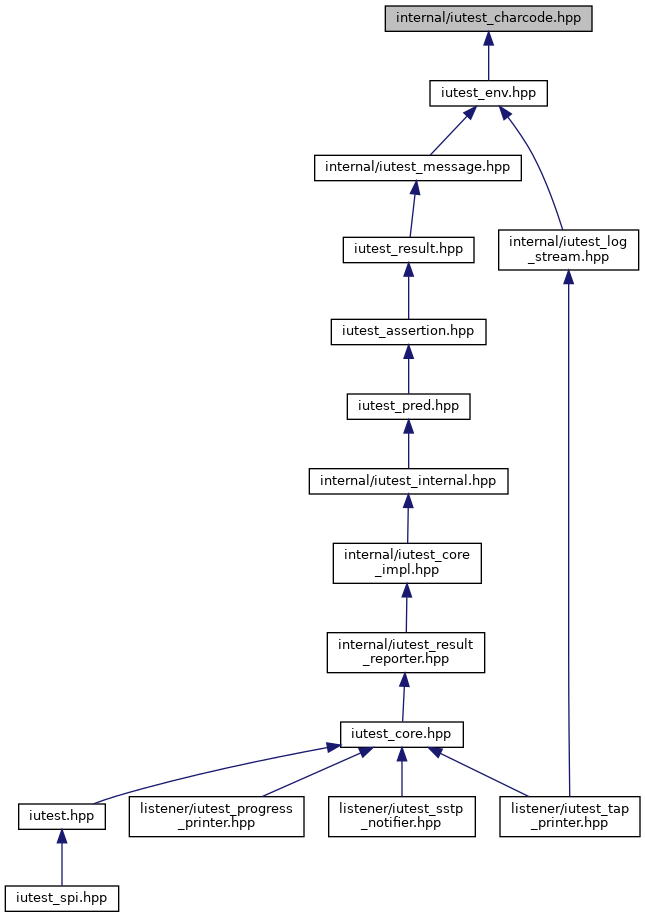 internal/iutest_charcode.hpp
iutest_env.hpp
internal/iutest_message.hpp
internal/iutest_log
_stream.hpp
iutest_result.hpp
iutest_assertion.hpp
iutest_pred.hpp
internal/iutest_internal.hpp
internal/iutest_core
_impl.hpp
internal/iutest_result
_reporter.hpp
iutest_core.hpp
iutest.hpp
listener/iutest_progress
_printer.hpp
listener/iutest_sstp
_notifier.hpp
listener/iutest_tap
_printer.hpp
iutest_spi.hpp